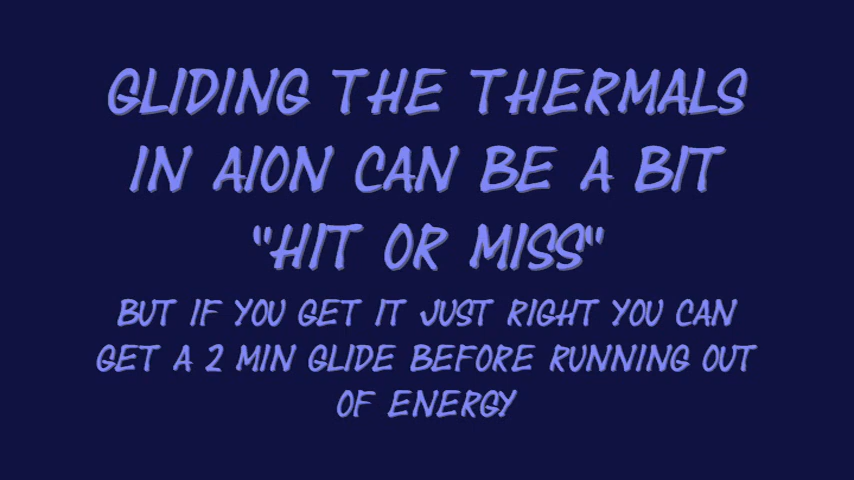 GLIDING THE THERMALS
IN AION CAN BE A BIT
"HIT OR MISS"
BUT IF YOU GET IT JUST RIGHT YOU CAN
GET A 2 MIN GLIDE BEFORE RUNNING OUT
OF ENERGY